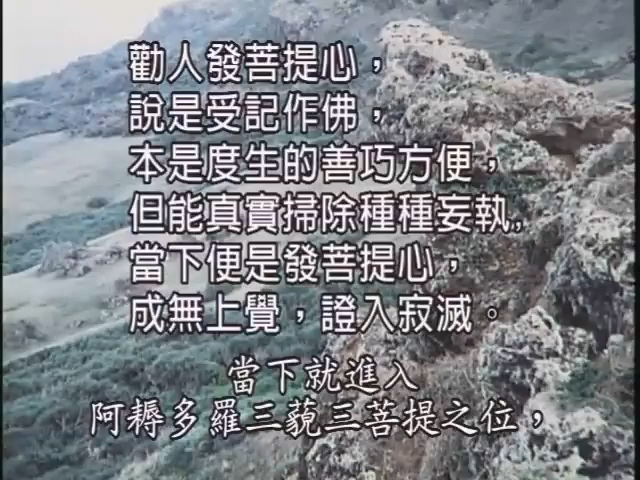 勸人發菩提心，
說是受記作佛，
本是度生的善巧方便，
但能真實掃除種種妄執，
當下便是發菩提心，
成無上覺，證入寂滅。
當下就進入
阿耨多羅三藐三菩提之位，